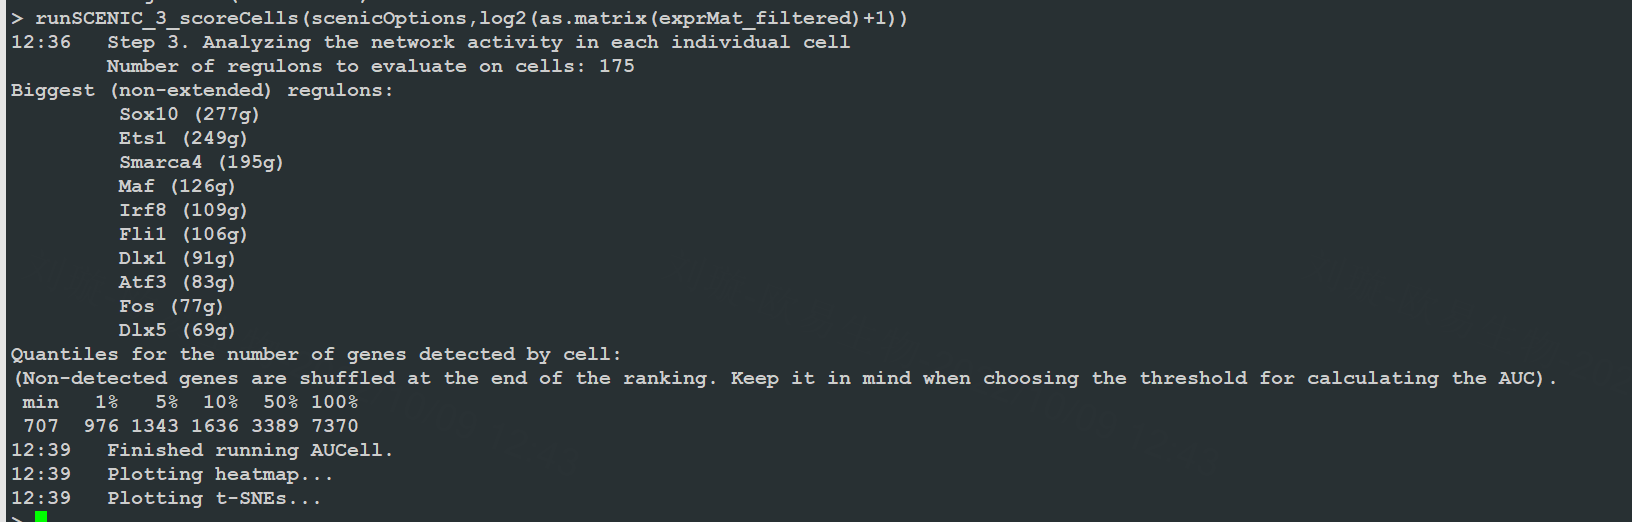 > runSCENIC_3_scoreCells(scenicOptions,log2(as.matrix(exprMat_filtered)+1))
12:36   Step 3. Analyzing the network activity in each individual cell
        Number of regulons to evaluate on cells: 175
Biggest (non-extended) regulons:
         Sox10 (277g)
         Ets1 (249g)
         Smarca4 (195g)
         Maf (126g)
         Irf8 (109g)
         Fli1 (106g)
         Dlx1 (91g)
         Atf3 (83g)
         Fos (77g)
         Dlx5 (69g)
Quantiles for the number of genes detected by cell:
(Non-detected genes are shuffled at the end of the ranking. Keep it in mind when choosing the threshold for calculating the AUC).
 min   1%   5%  10%  50% 100%
 707  976 1343 1636 3389 7370
12:39   Finished running AUCell.
12:39   Plotting heatmap...
12:39   Plotting t-SNEs...
>